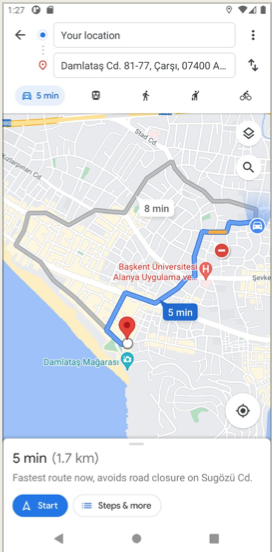 1:27
Your location
Damlataş Cd. 81-77, Çarşı, 07400 A...
5 min
Stad Cd.
Kızlarpınarı Cd.
8 min
Başkent Üniversitesi
Alanya Uygulama ve...
H
Şevke
5 min
Damlataş Mağarası
5 min (1.7 km)
Fastest route now, avoids road closure on Sugözü Cd.
Start
Steps & more